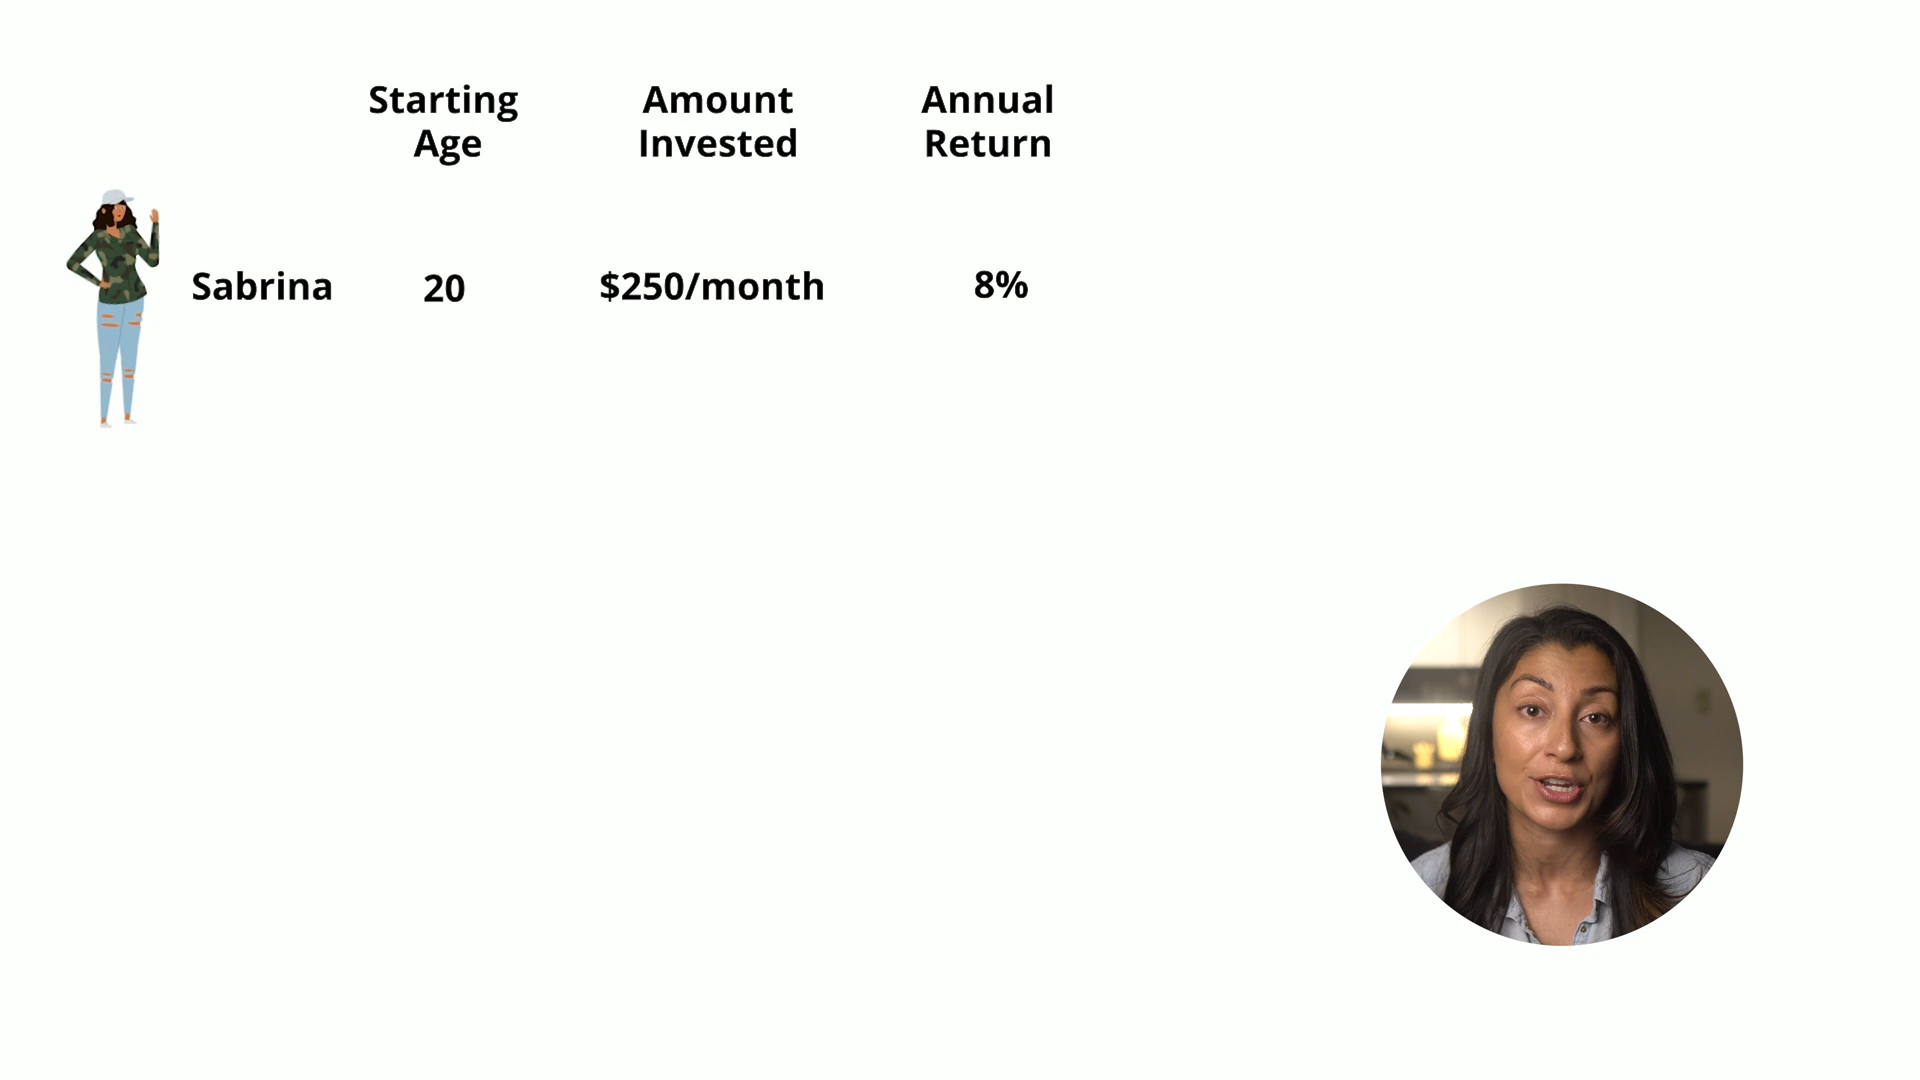 Starting
Age
Amount
Invested
Annual
Return
Sabrina 20 $250/month 8%